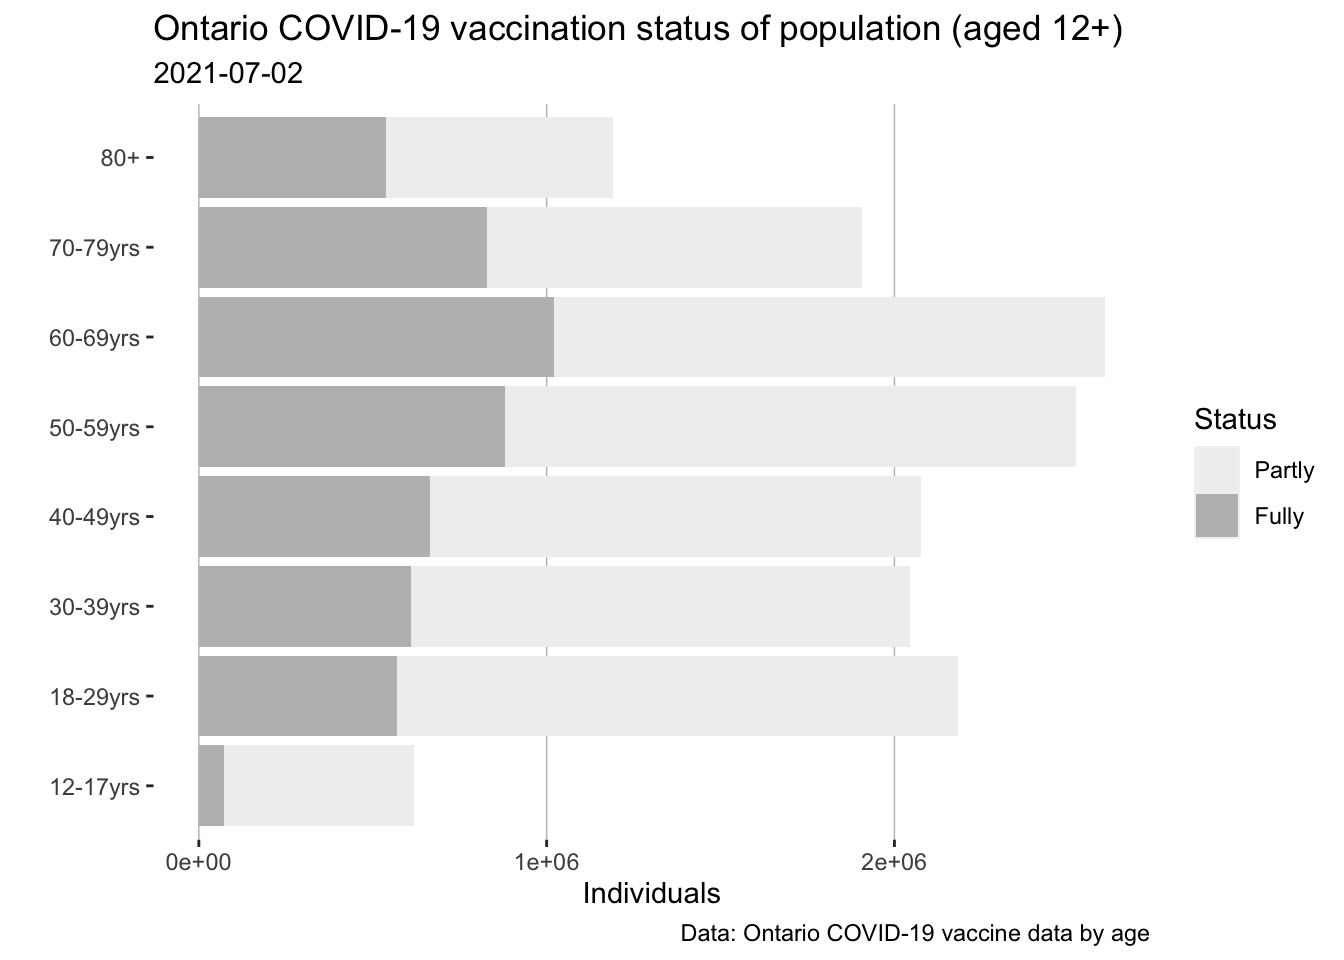 Ontario COVID-19 vaccination status of population (aged 12+)
2021-07-02
80+
70-79yrs
60-69yrs
50-59yrs
40-49yrs
30-39yrs
18-29yrs
12-17yrs
0e+00 1e+06 2e+06
Individuals
Status
Partly
Fully
Data: Ontario COVID-19 vaccine data by age